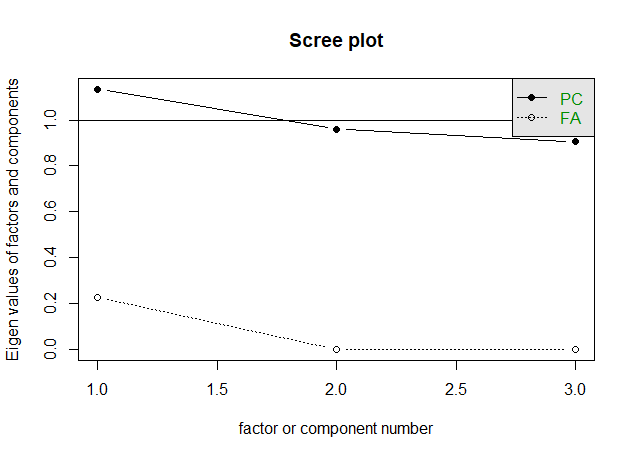 Scree plot
Eigen values of factors and components
1.0
0.8
0.6
0.4
0.2
0.0
PC
FA
1.0 1.5 2.0 2.5 3.0
factor or component number